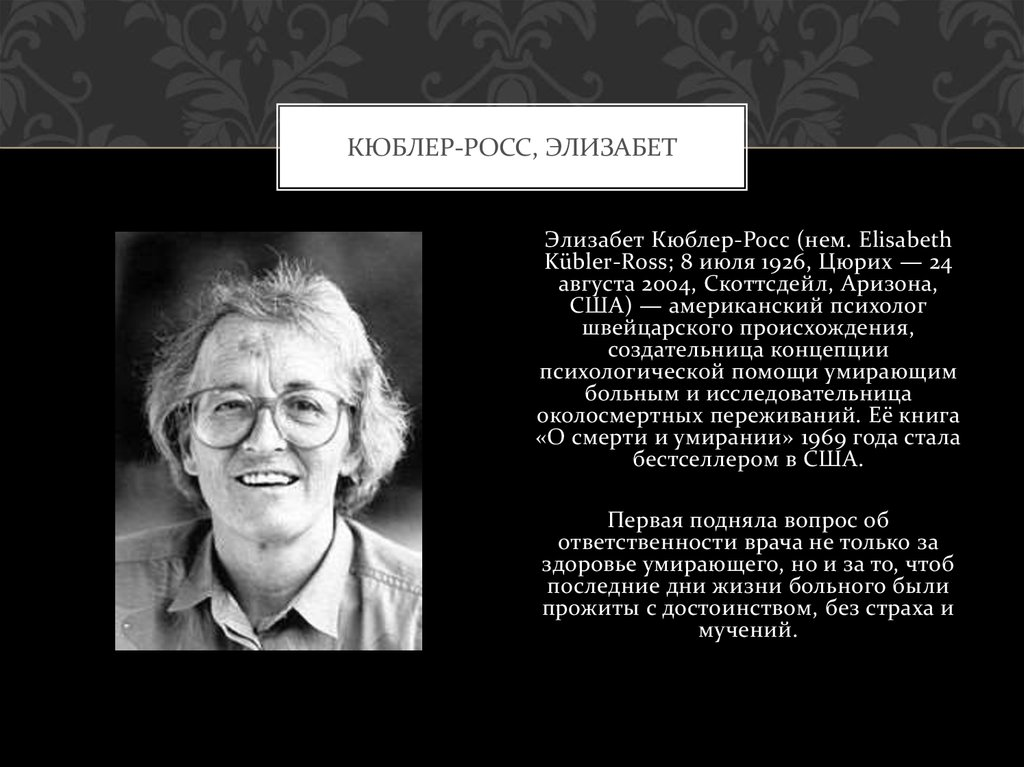 КЮБЛЕР-РОСС, ЭЛИЗАБЕТ
Элизабет Кюблер-Росс (нем. Elisabeth
Kübler-Ross; 8 июля 1926, Цюрих — 24
августа 2004, Скоттсдейл, Аризона,
США) — американский психолог
швейцарского происхождения,
создательница концепции
психологической помощи умирающим
больным и исследовательница
околосмертных переживаний. Её книга
«О смерти и умирании» 1969 года стала
бестселлером в США.
Первая подняла вопрос об
ответственности врача не только за
здоровье умирающего, но и за то, чтоб
последние дни жизни больного были
прожиты с достоинством, без страха и
мучений.